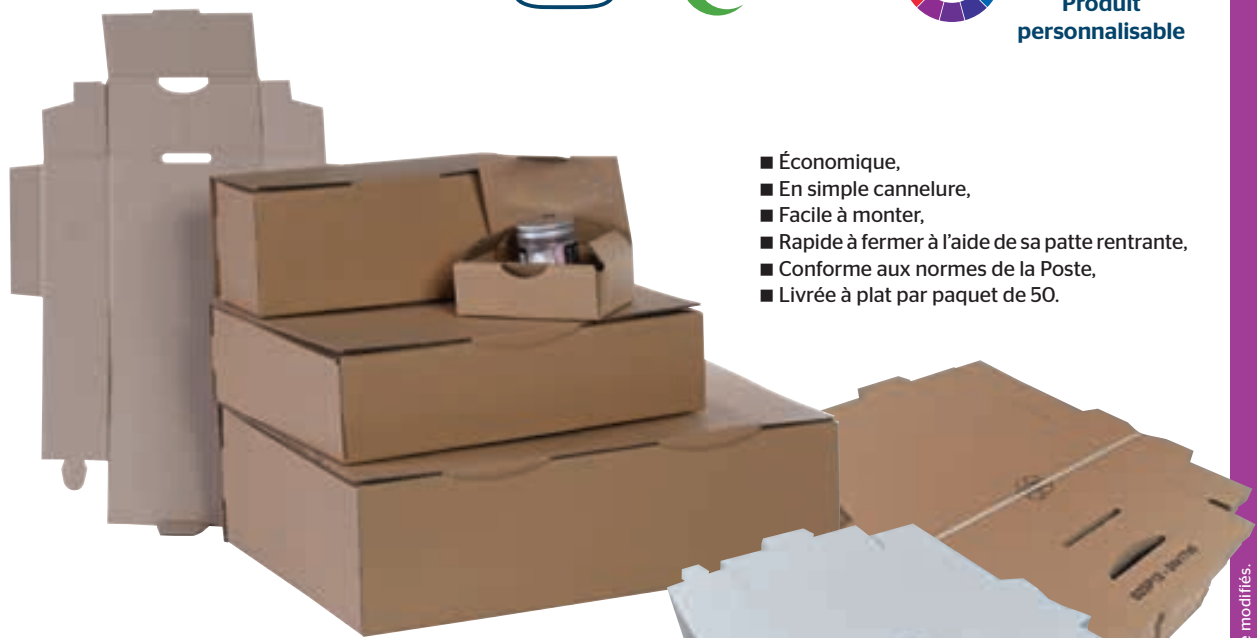 Produit
personnalisable
■ Économique,
■ En simple cannelure,
■ Facile à monter,
■ Rapide à fermer à l'aide de sa patte rentrante,
■ Conforme aux normes de la Poste,
■ Livrée à plat par paquet de 50.
modifiés.